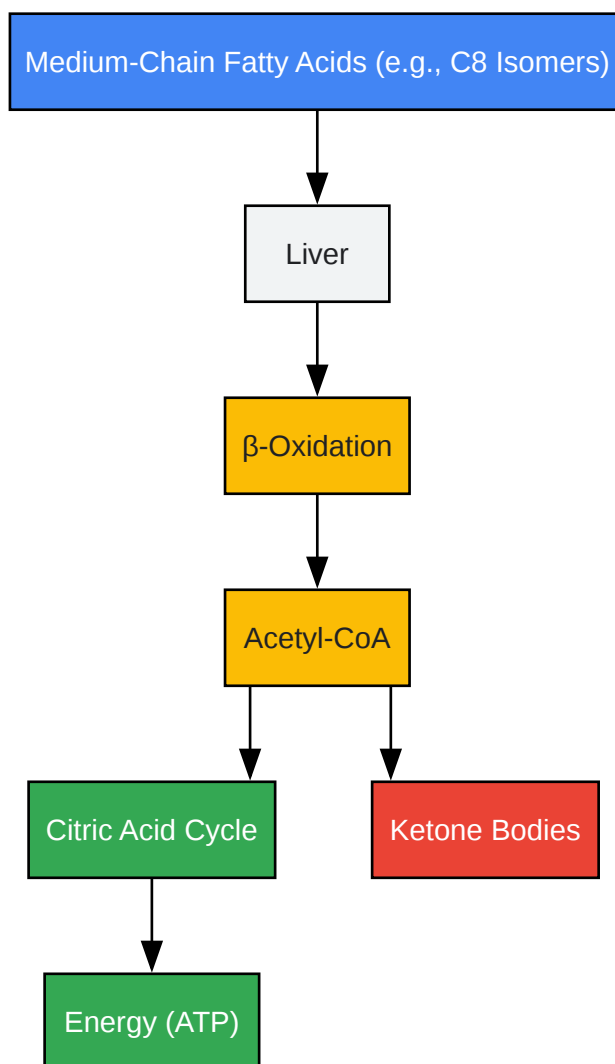 Medium-Chain Fatty Acids (e.g., C8 Isomers)
Liver
β-Oxidation
Acetyl-CoA
Citric Acid Cycle
Ketone Bodies
Energy (ATP)